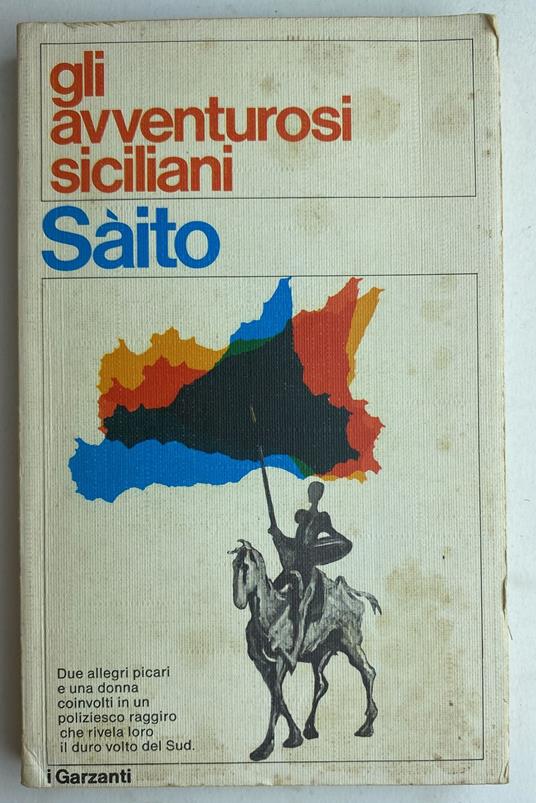 gli
avventurosi
siciliani
Sàito
Due allegri picari
e una donna
coinvolti in un
poliziesco raggiro
che rivela loro
il duro volto del Sud.
i Garzanti